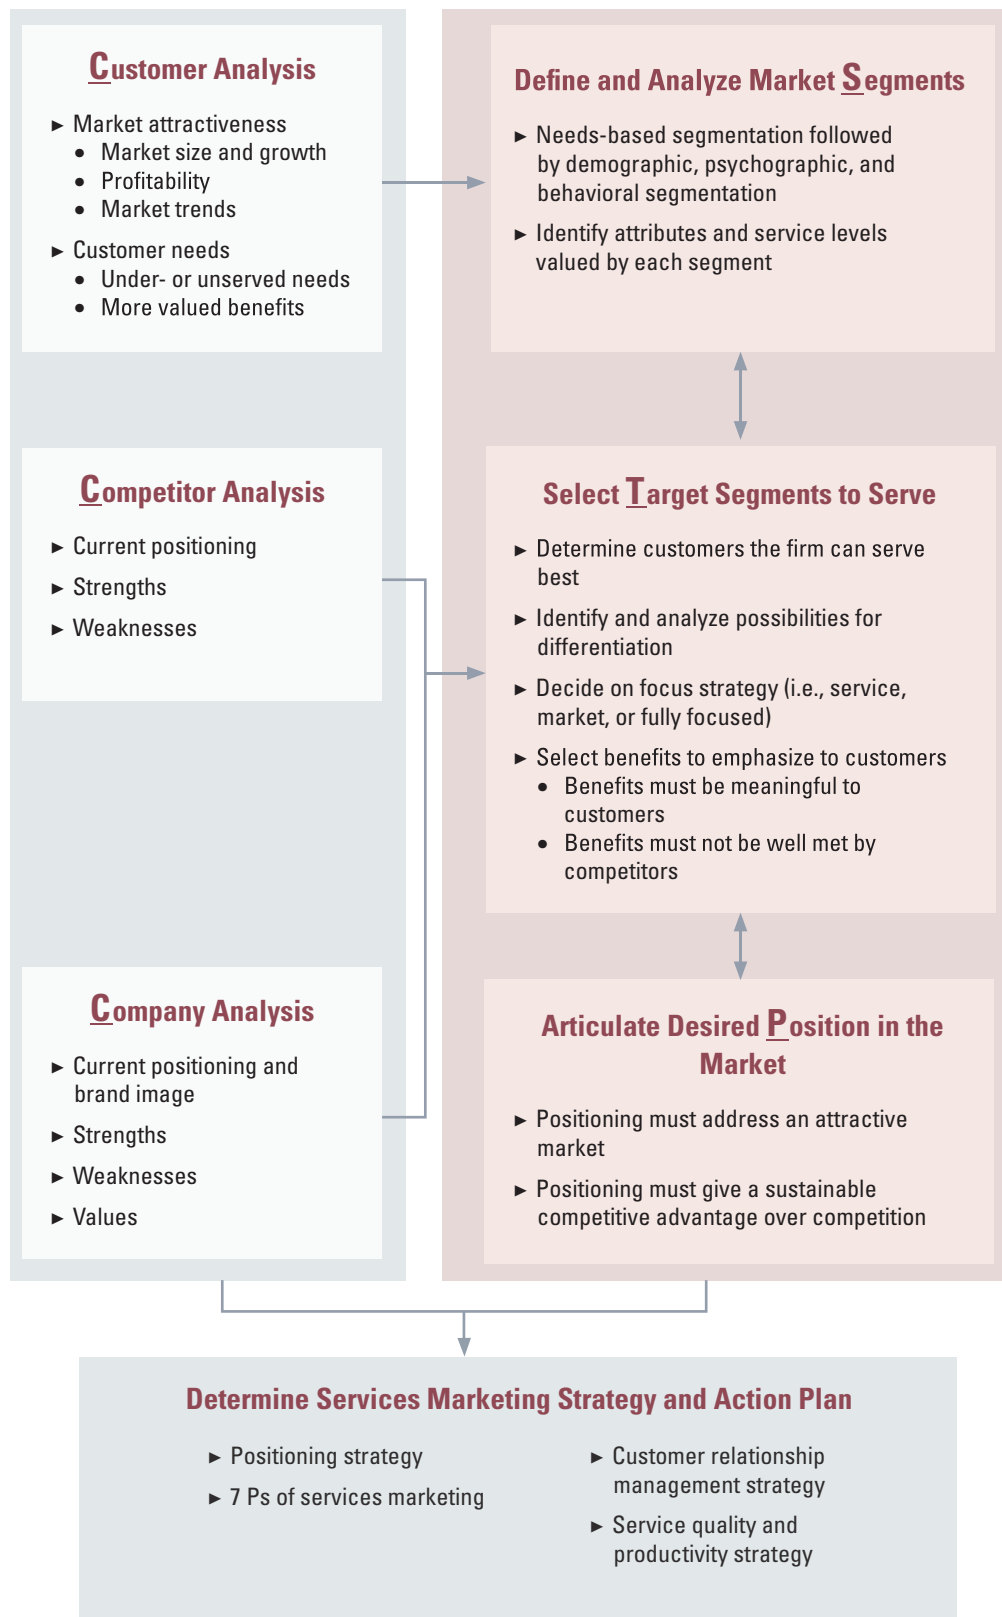 Customer Analysis
► Market attractiveness
• Market size and growth
• Profitability
• Market trends
► Customer needs
• Under- or unserved needs
• More valued benefits
Define and Analyze Market Segments
► Needs-based segmentation followed
by demographic, psychographic, and
behavioral segmentation
► Identify attributes and service levels
valued by each segment
Competitor Analysis
► Current positioning
► Strengths
► Weaknesses
Select Target Segments to Serve
► Determine customers the firm can serve
best
► Identify and analyze possibilities for
differentiation
► Decide on focus strategy (i.e., service,
market, or fully focused)
► Select benefits to emphasize to customers
• Benefits must be meaningful to
customers
• Benefits must not be well met by
competitors
Company Analysis
► Current positioning and
brand image
► Strengths
► Weaknesses
► Values
Articulate Desired Position in the
Market
► Positioning must address an attractive
market
► Positioning must give a sustainable
competitive advantage over competition
Determine Services Marketing Strategy and Action Plan
► Positioning strategy
► 7 Ps of services marketing
► Customer relationship
management strategy
► Service quality and
productivity strategy